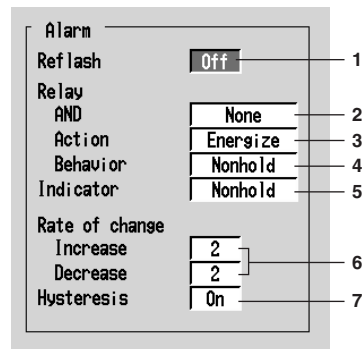 Alarm
Reflash Off 1
Relay
AND None 2
Action Energize 3
Behavior Nonhold 4
Indicator Nonhold 5
Rate of change
Increase 2
6
Decrease 2
Hysteresis On 7